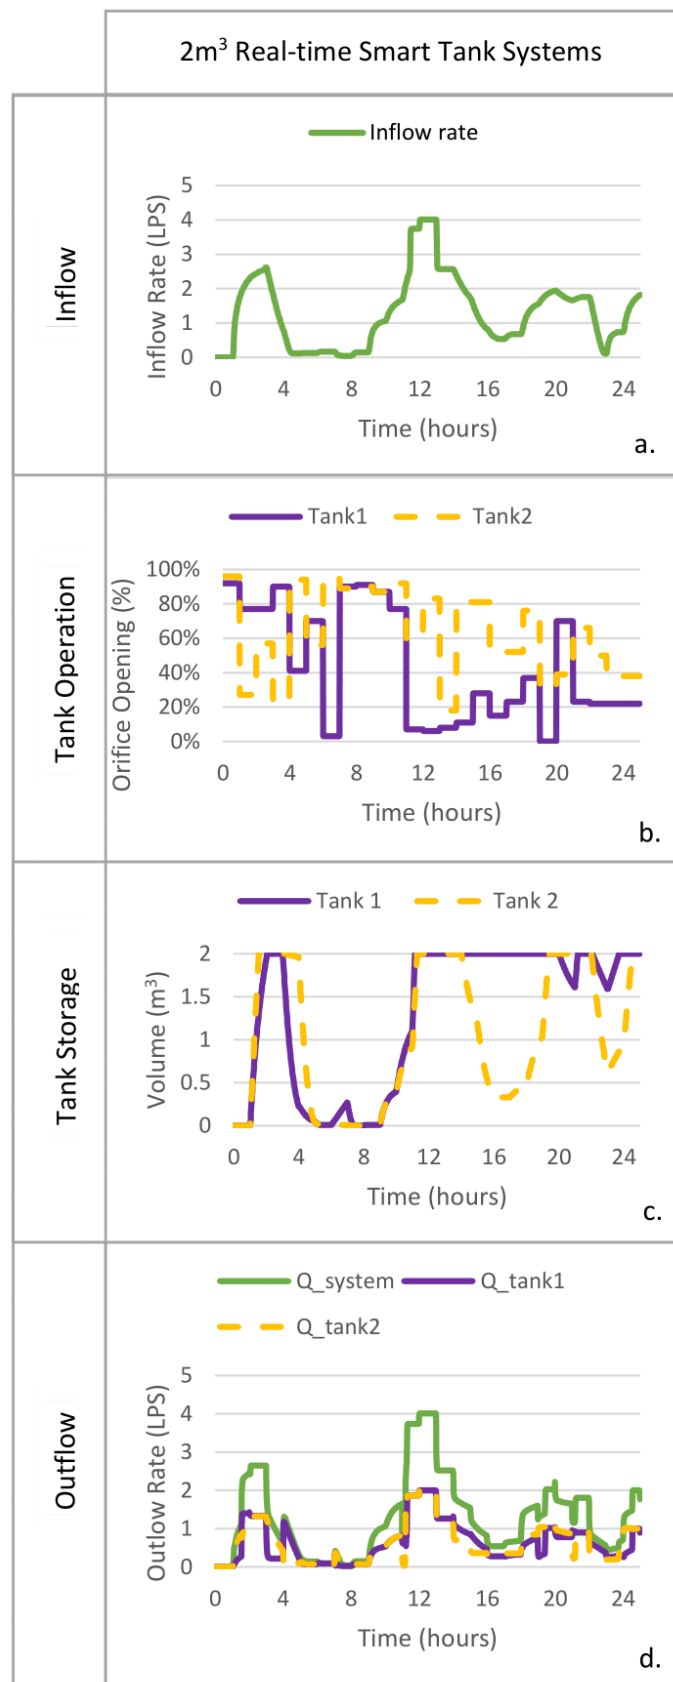 2m³ Real-time Smart Tank Systems
Inflow
Inflow rate
Inflow Rate (LPS)
5
4
3
2
1
0
0 4 8 12 16 20 24
Time (hours)
a.
Tank Operation
Tank1 Tank2
Orifice Opening (%)
100%
80%
60%
40%
20%
0%
0 4 8 12 16 20 24
Time (hours)
b.
Tank Storage
Tank 1 Tank 2
Volume (m³)
2
1.5
1
0.5
0
0 4 8 12 16 20 24
Time (hours)
c.
Outflow
Q_system Q_tank1
Q_tank2
Outlow Rate (LPS)
5
4
3
2
1
0
0 4 8 12 16 20 24
Time (hours)
d.